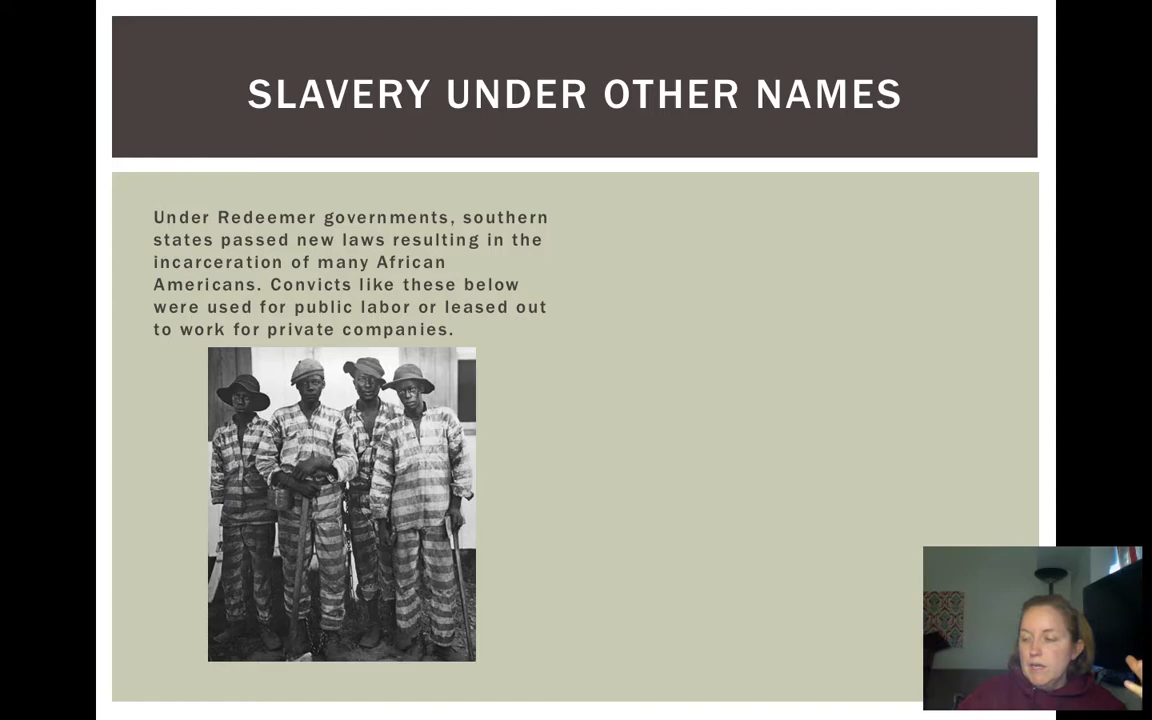 SLAVERY UNDER OTHER NAMES
Under Redeemer governments, southern
states passed new laws resulting in the
incarceration of many African
Americans. Convicts like these below
were used for public labor or leased out
to work for private companies.